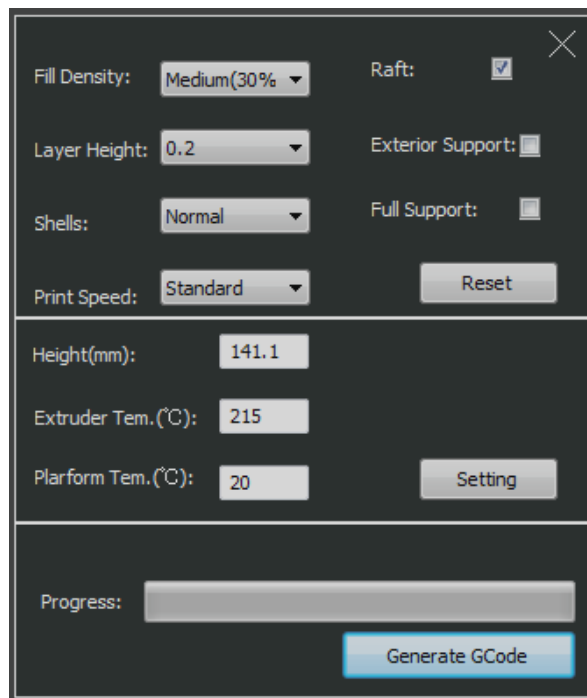 Fill Density: Medium(30% Raft:
Layer Height: 0.2 Exterior Support:
Shells: Normal Full Support:
Print Speed: Standard Reset
Height(mm): 141.1
Extruder Tem.(℃): 215
Plarform Tem.(℃): 20 Setting
Progress:
Generate GCode